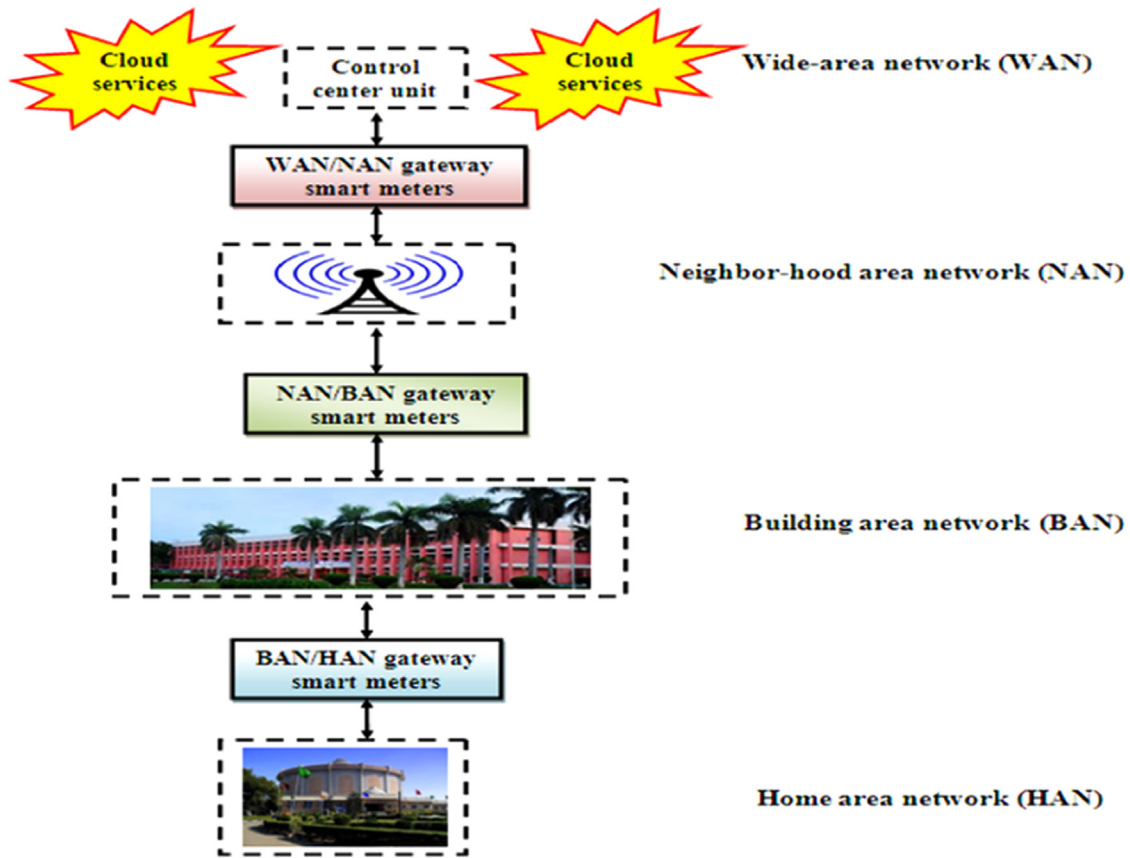 Cloud
services
Control
center unit
Cloud
services
Wide-area network (WAN)
WAN/NAN gateway
smart meters
Neighbor-hood area network (NAN)
NAN/BAN gateway
smart meters
Building area network (BAN)
BAN/HAN gateway
smart meters
Home area network (HAN)